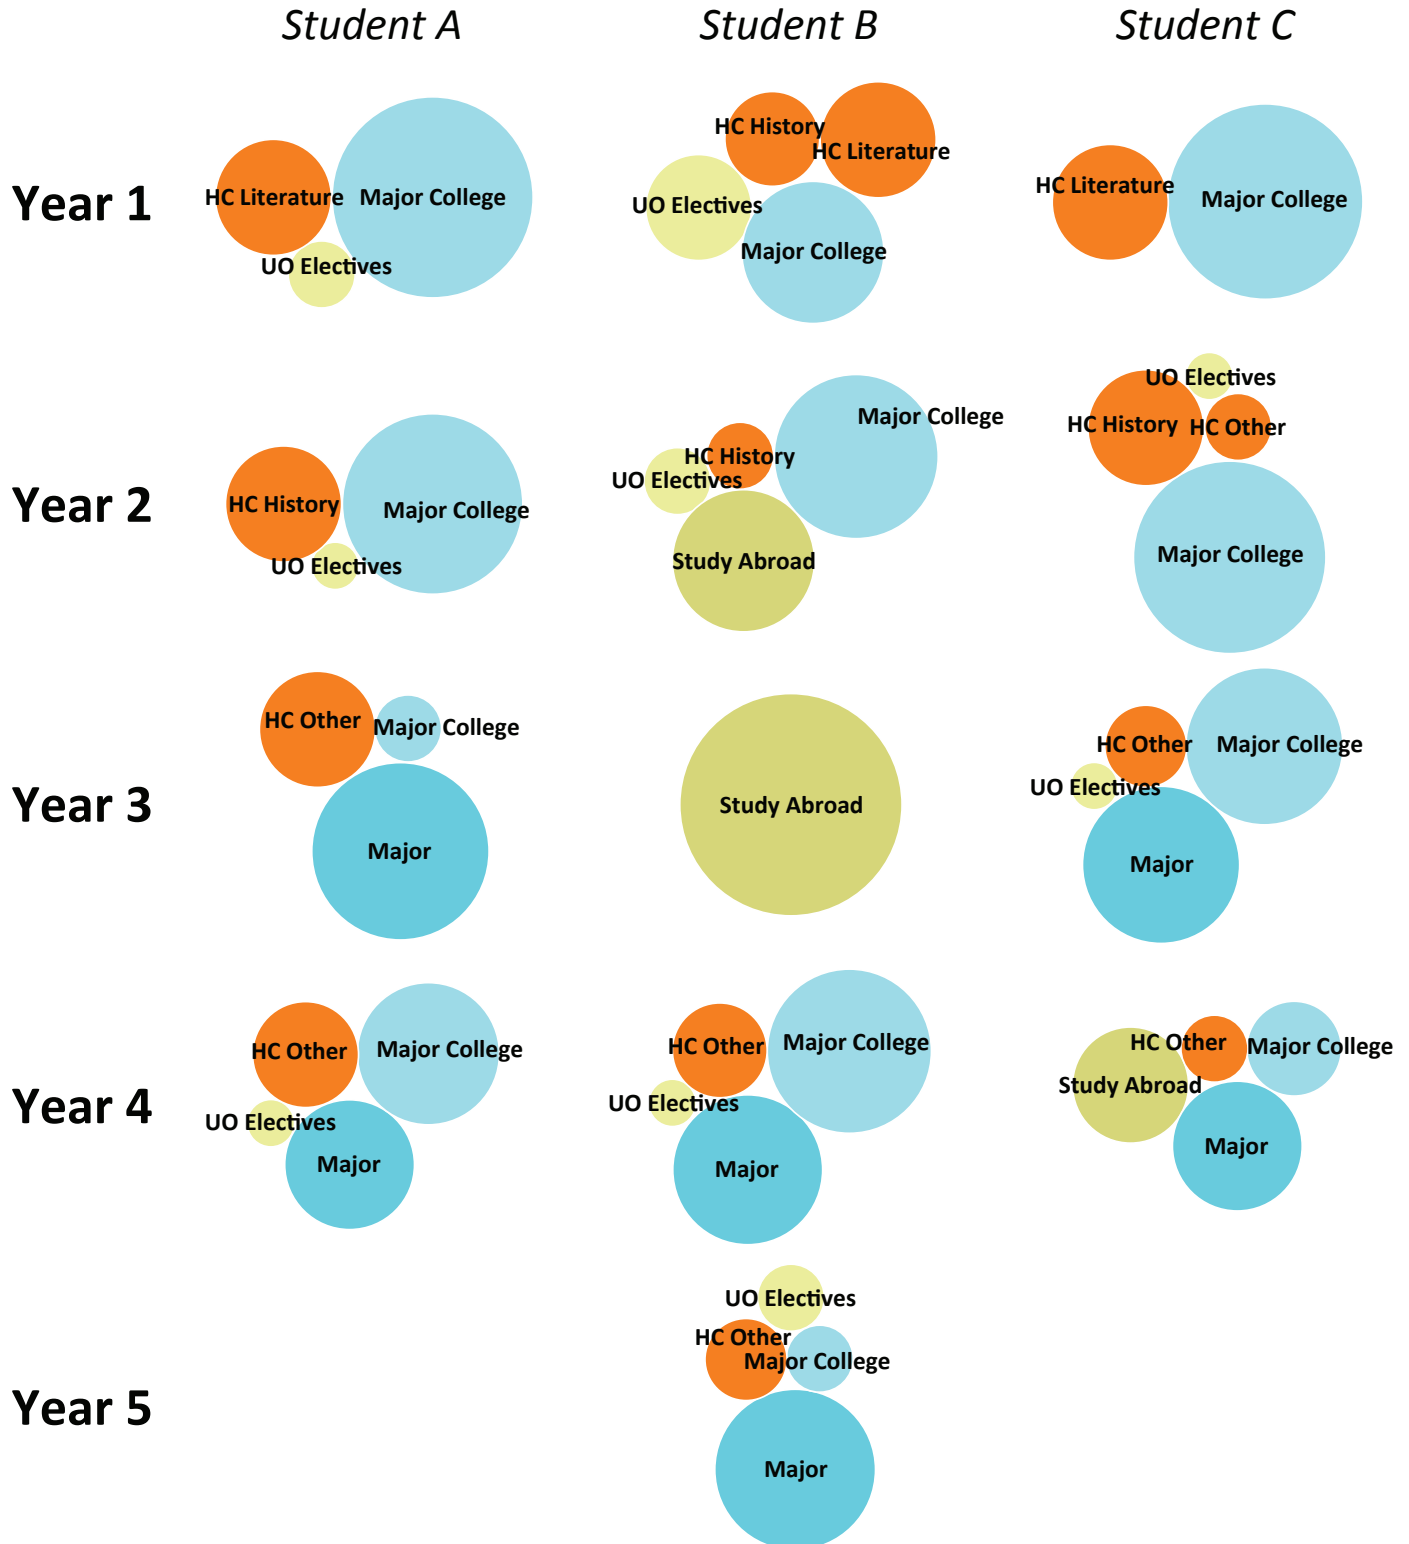 Student A
Student B
Student C
Year 1
HC Literature
Major College
UO Electives
HC History
HC Literature
UO Electives
Major College
HC Literature
Major College
Year 2
HC History
Major College
UO Electives
Major College
HC History
UO Electives
Study Abroad
UO Electives
HC History
HC Other
Major College
Year 3
HC Other
Major College
Major
Study Abroad
HC Other
Major College
UO Electives
Major
Year 4
HC Other
Major College
UO Electives
Major
HC Other
Major College
UO Electives
Major
HC Other
Major College
Study Abroad
Major
Year 5
UO Electives
HC Other
Major College
Major